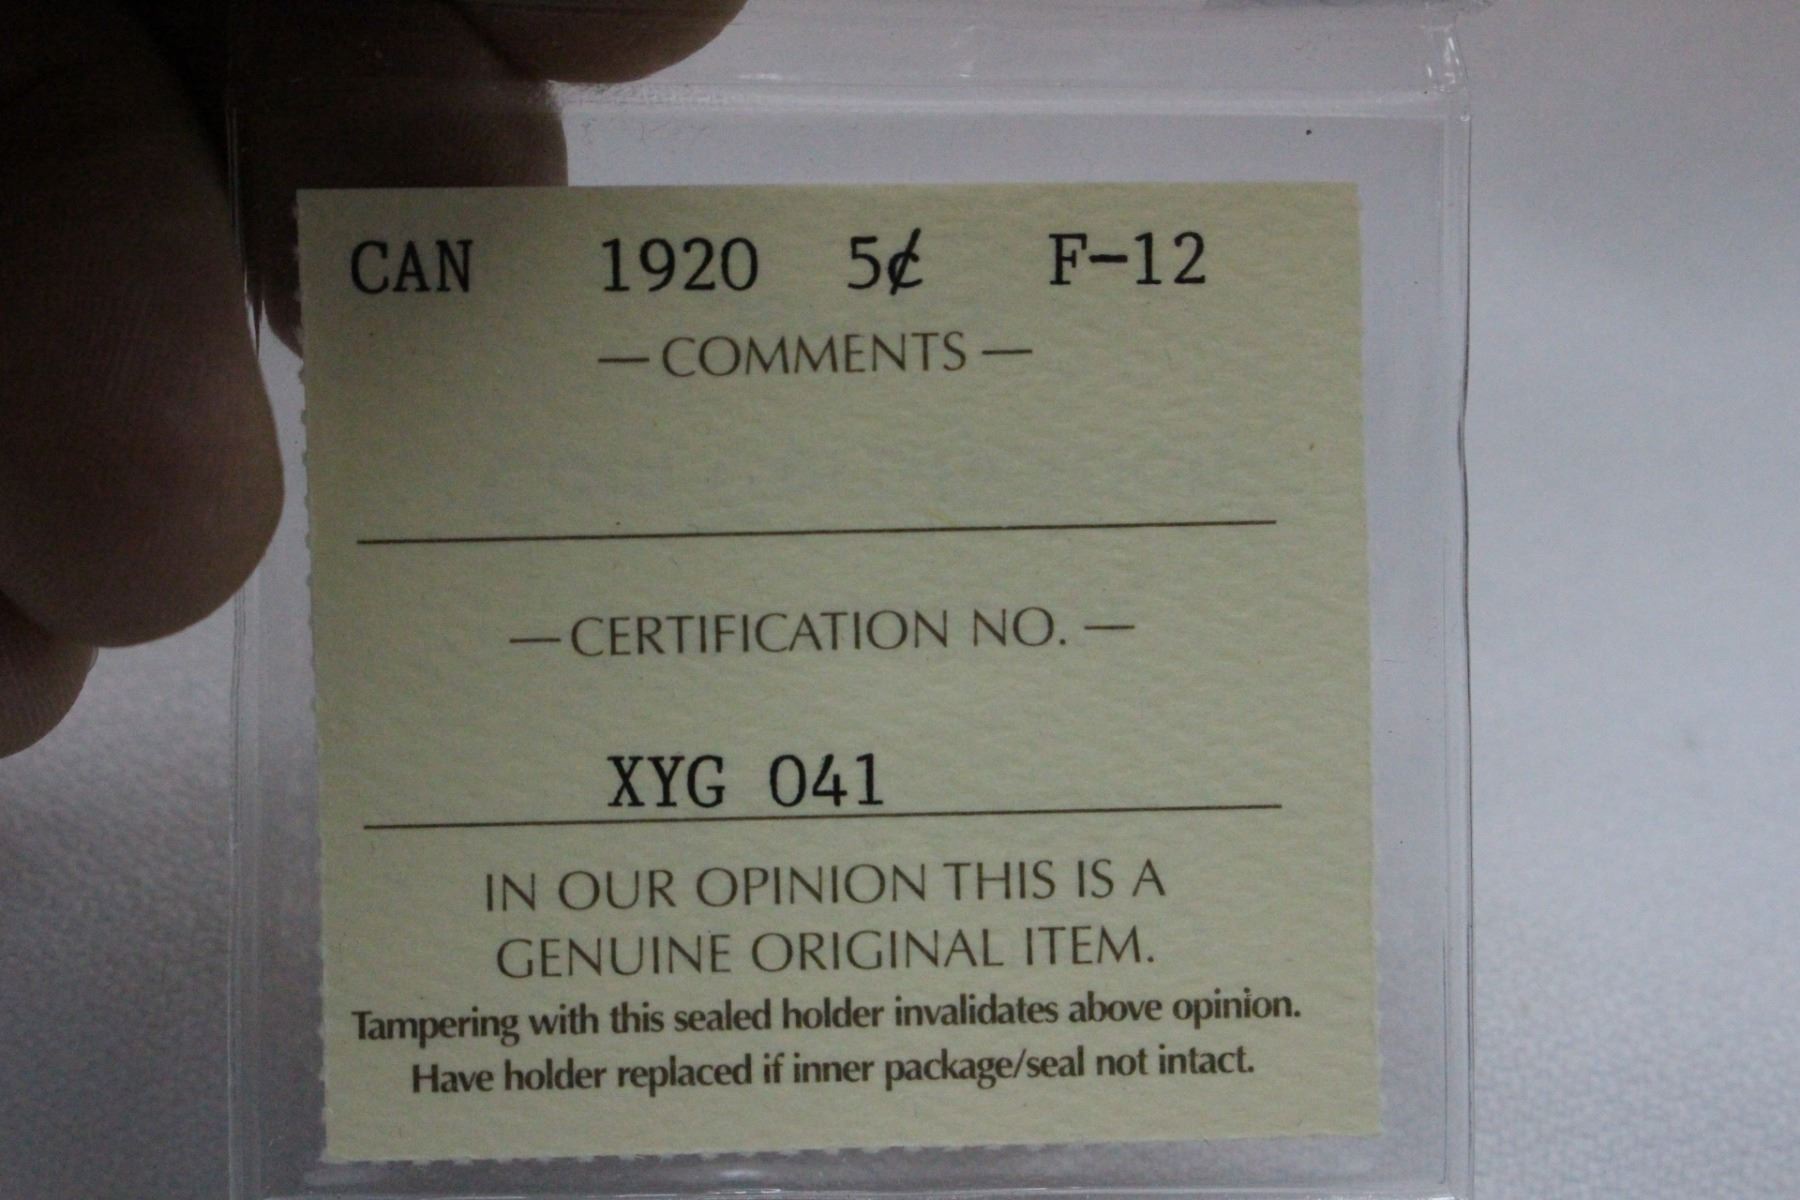 CAN 1920 5¢ F-12
—COMMENTS—
—CERTIFICATION NO.—
XYG 041
IN OUR OPINION THIS IS A
GENUINE ORIGINAL ITEM.
Tampering with this sealed holder invalidates above opinion.
Have holder replaced if inner package/seal not intact.